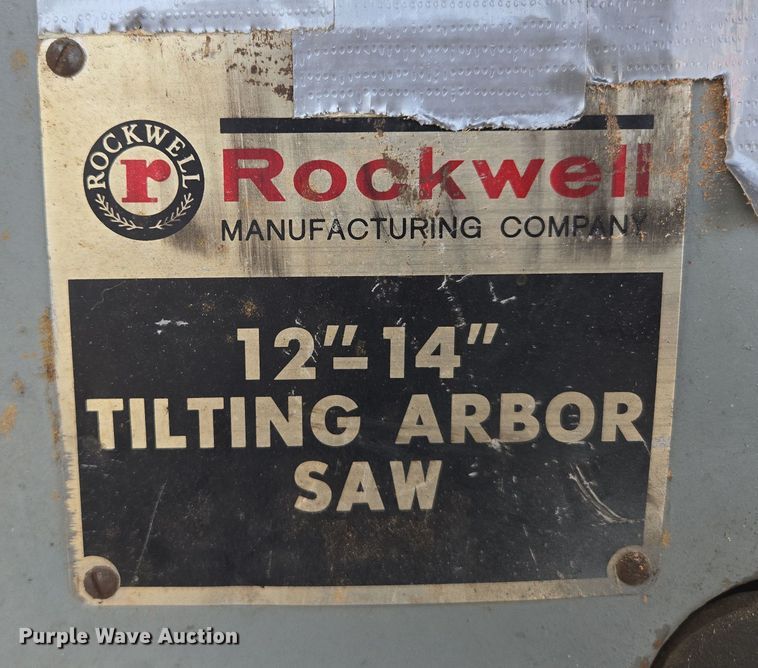 ROCKWELL
r
Rockwell
MANUFACTURING COMPANY
12"-14"
TILTING ARBOR
SAW
Purple Wave Auction